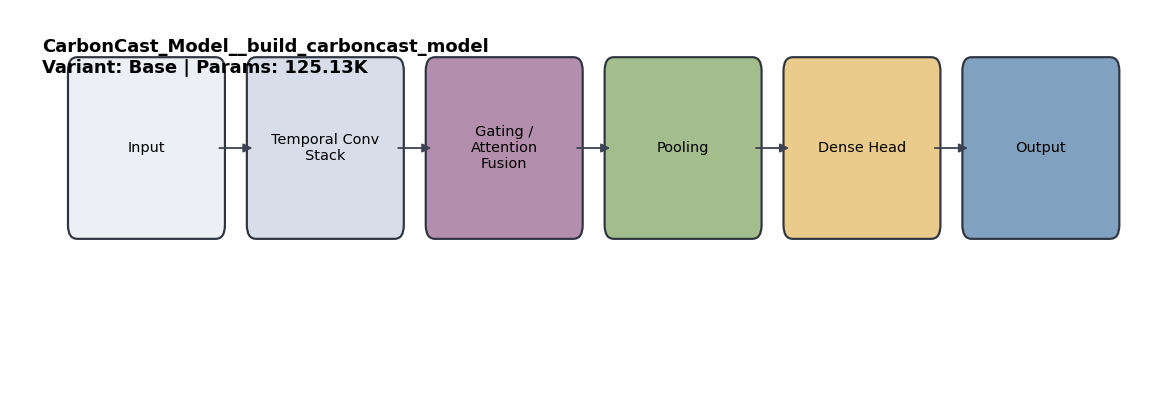 CarbonCast_Model__build_carboncast_model
Variant: Base | Params: 125.13K
Input
Temporal Conv
Stack
Gating /
Attention
Fusion
Pooling
Dense Head
Output